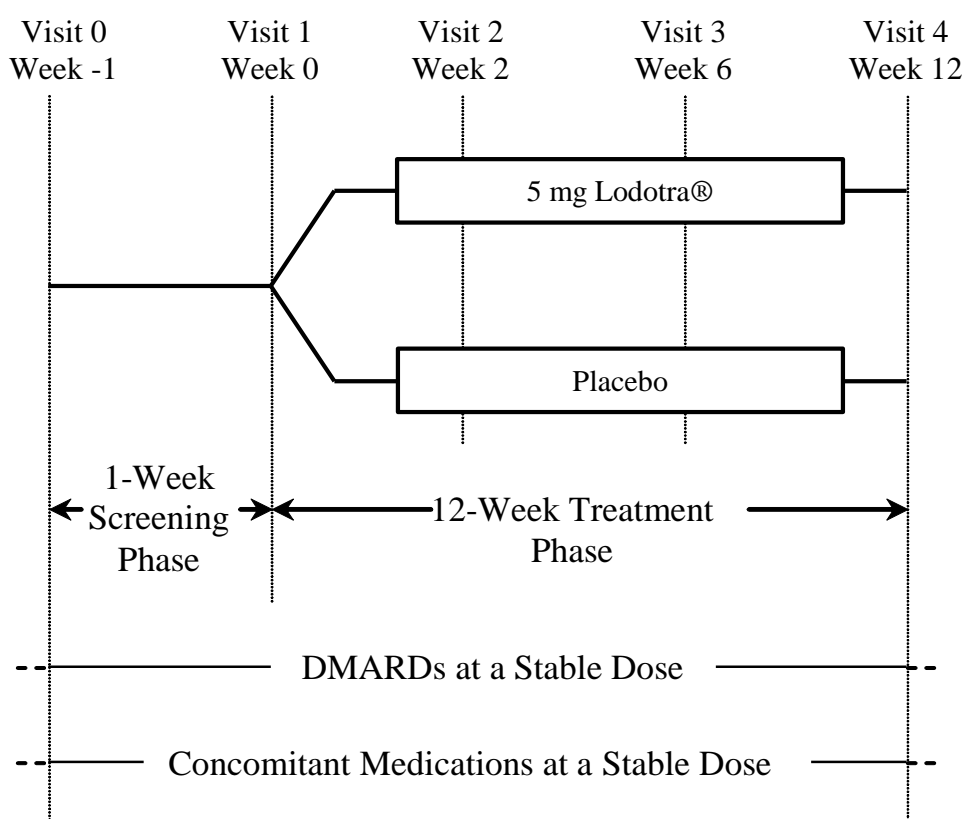 Visit 0
Week -1
Visit 1
Week 0
Visit 2
Week 2
Visit 3
Week 6
Visit 4
Week 12
5 mg Lodotra®
Placebo
1-Week
Screening
Phase
12-Week Treatment
Phase
DMARDs at a Stable Dose
Concomitant Medications at a Stable Dose